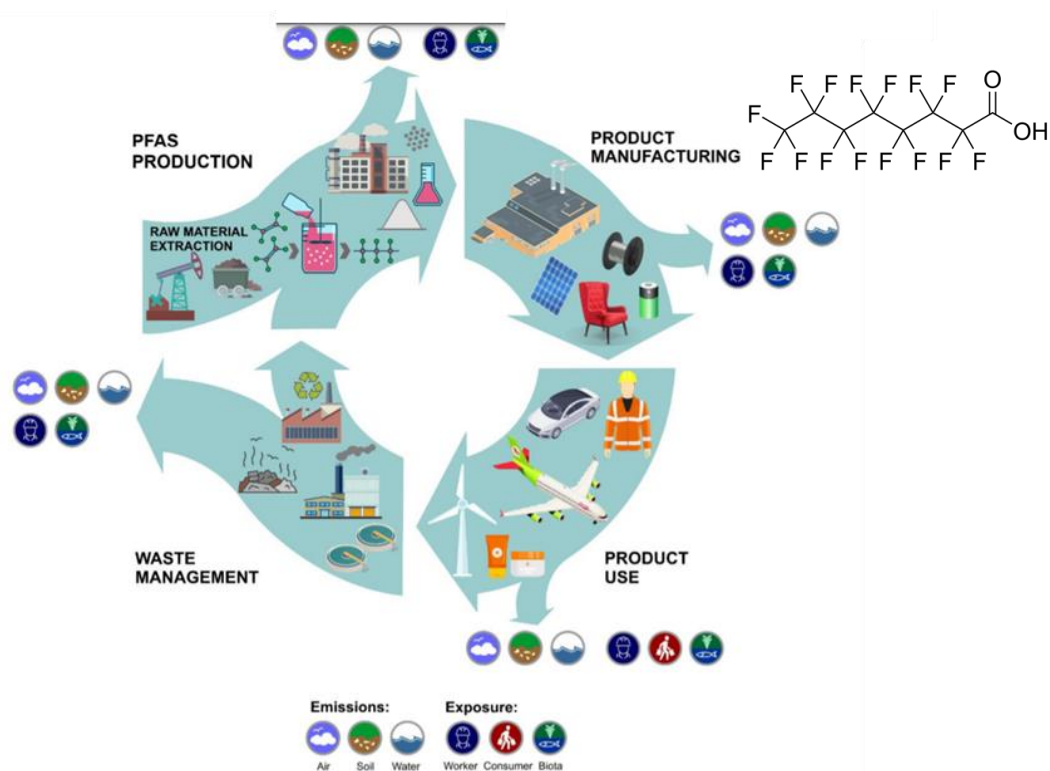 PFAS
PRODUCTION
RAW MATERIAL
EXTRACTION
PRODUCT
MANUFACTURING
F F F F F F O
F
OH
F F F F F F F F
WASTE
MANAGEMENT
PRODUCT
USE
Emissions:
Air Soil Water
Exposure:
Worker Consumer Biota